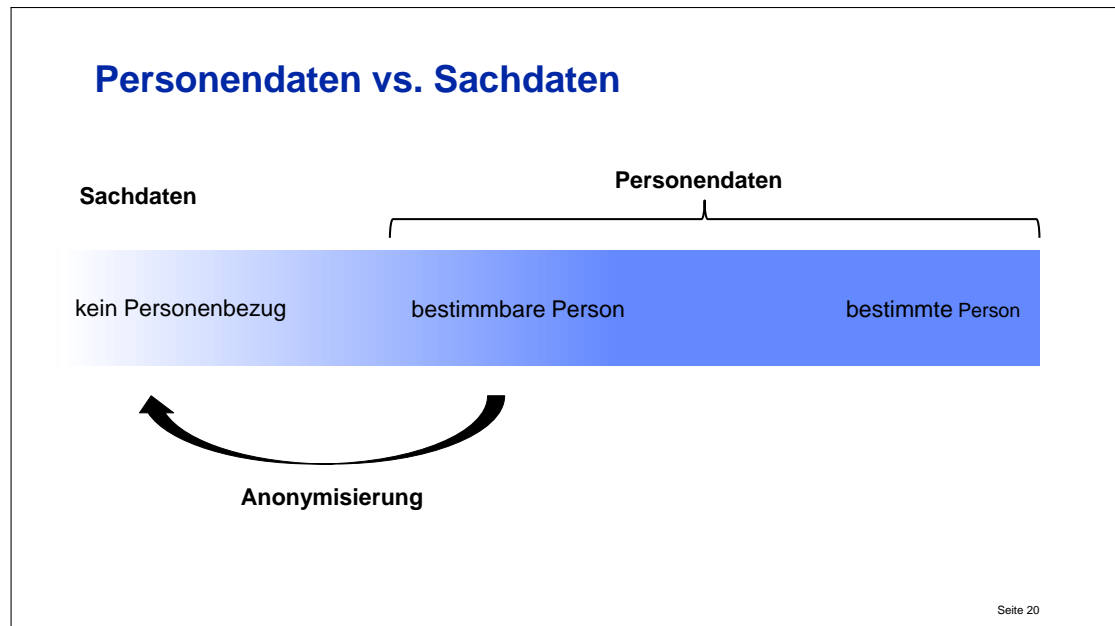 Personendaten vs. Sachdaten
Personendaten
Sachdaten
kein Personenbezug
bestimmbare Person
bestimmte Person
Anonymisierung
Seite 20